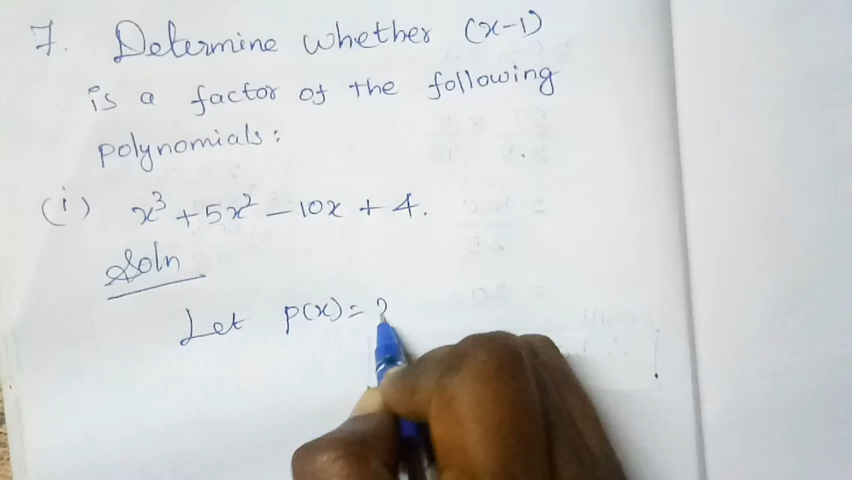 7. Determine whether (x-1)
is a factor of the following
polynomials:
(i) x³ + 5x² - 10x + 4.
Soln
Let p(x) =